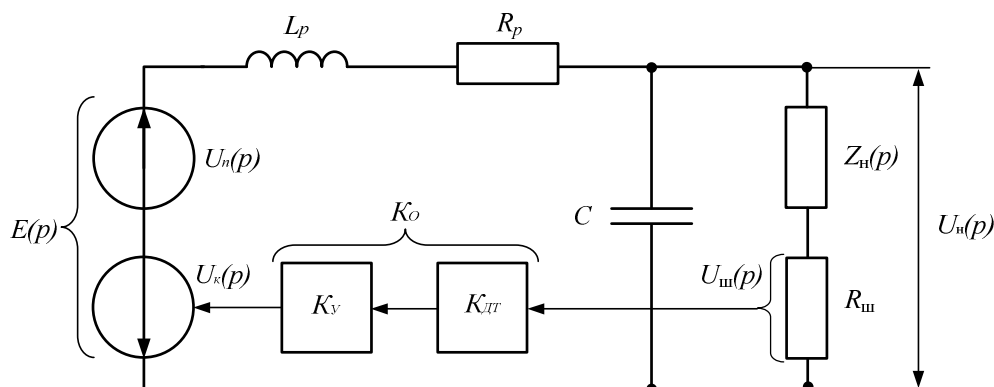 Lp
Rp
Uп(p)
Zн(p)
E(p)
KO
C
Uн(p)
Uк(p)
Uш(p)
KУ
KДТ
Rш